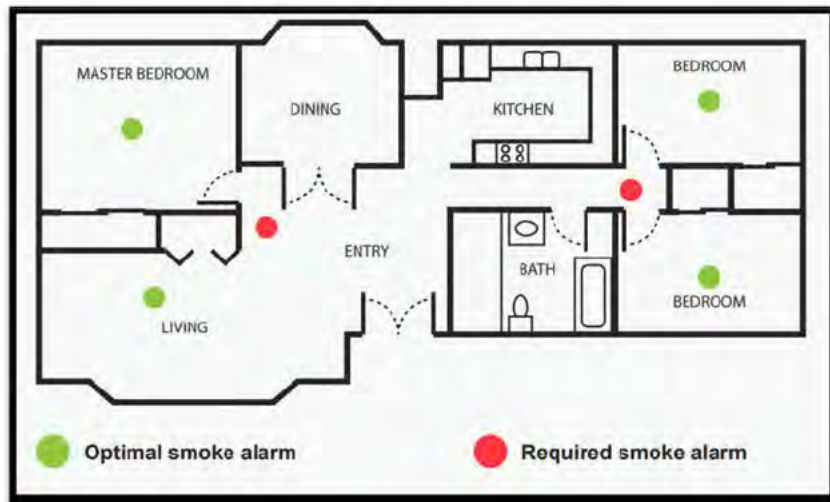 MASTER BEDROOM
DINING
KITCHEN
BEDROOM
ENTRY
BATH
LIVING
BEDROOM
Optimal smoke alarm
Required smoke alarm